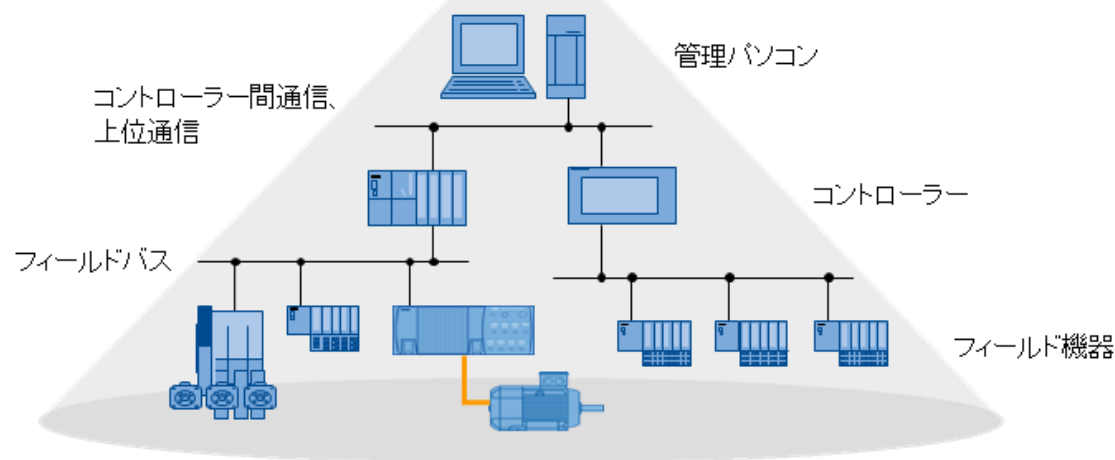 管理パソコン
コントローラー間通信、
上位通信
コントローラー
フィールドバス
フィールド機器